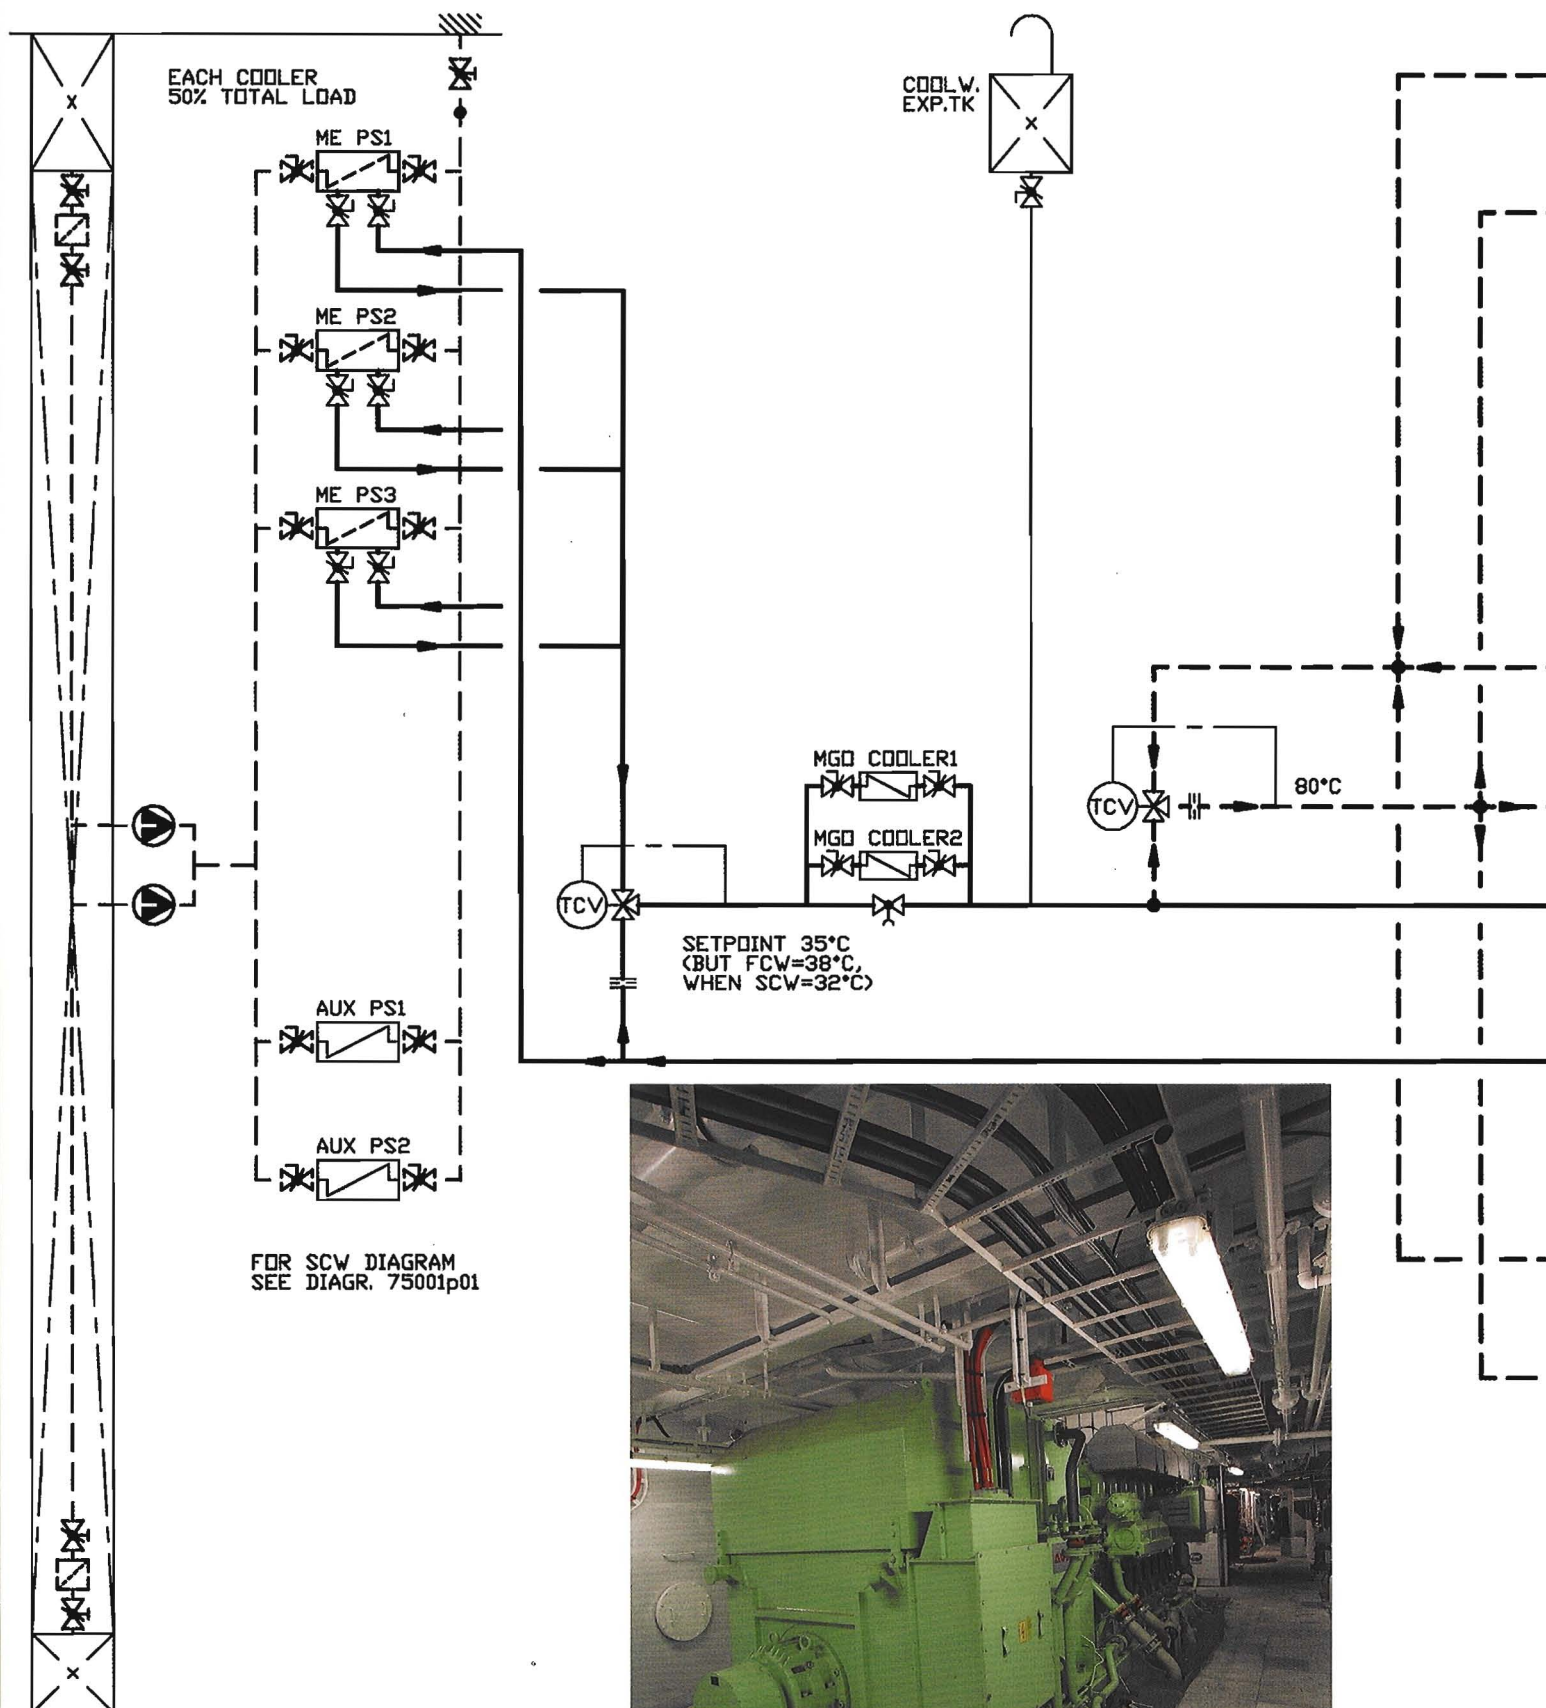 EACH COOLER
50% TOTAL LOAD
ME PS1
COOLW.
EXP.TK
ME PS2
ME PS3
MGO COOLER1
80°C
TCV
MGO COOLER2
TCV
SETPOINT 35°C
(BUT FCW=38°C,
WHEN SCW=32°C)
AUX PS1
AUX PS2
FOR SCW DIAGRAM
SEE DIAGR. 75001p01